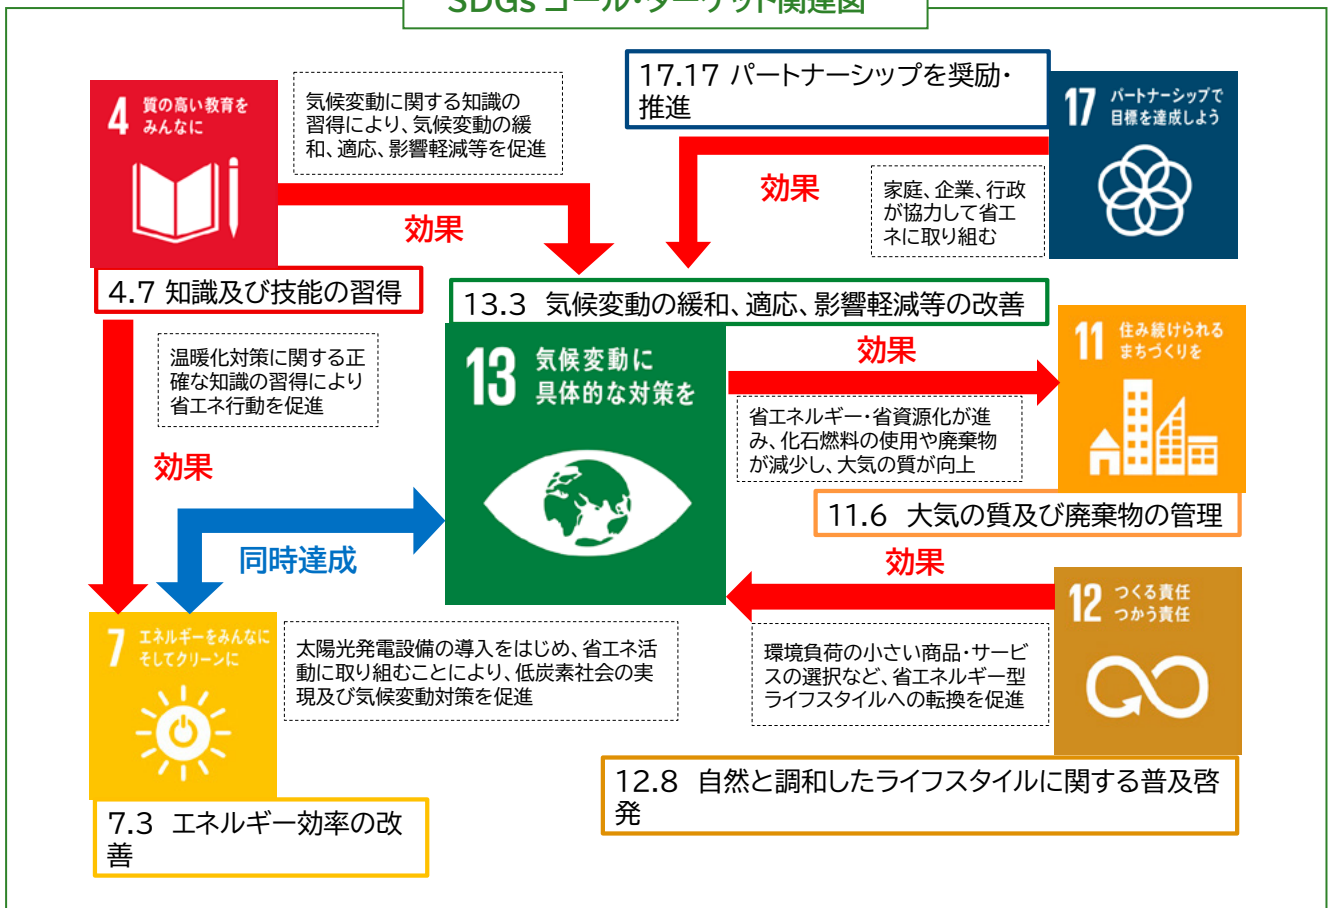 SDGs ゴール・ターゲット関連図
4 質の高い教育を
みんなに
気候変動に関する知識の
習得により、気候変動の緩
和、適応、影響軽減等を促進
17.17 パートナーシップを奨励・
推進
17 パートナーシップで
目標を達成しよう
効果
効果
家庭、企業、行政
が協力して省エ
ネに取り組む
4.7 知識及び技能の習得
13.3 気候変動の緩和、適応、影響軽減等の改善
温暖化対策に関する正
確な知識の習得により
省エネ行動を促進
13 気候変動に
具体的な対策を
効果
11 住み続けられる
まちづくりを
省エネルギー・省資源化が進
み、化石燃料の使用や廃棄物
が減少し、大気の質が向上
効果
11.6 大気の質及び廃棄物の管理
同時達成
効果
7 エネルギーをみんなに
そしてクリーンに
太陽光発電設備の導入をはじめ、省エネ活
動に取り組むことにより、低炭素社会の実
現及び気候変動対策を促進
環境負荷の小さい商品・サービ
スの選択など、省エネルギー型
ライフスタイルへの転換を促進
12 つくる責任
つかう責任
12.8 自然と調和したライフスタイルに関する普及啓
発
7.3 エネルギー効率の改
善